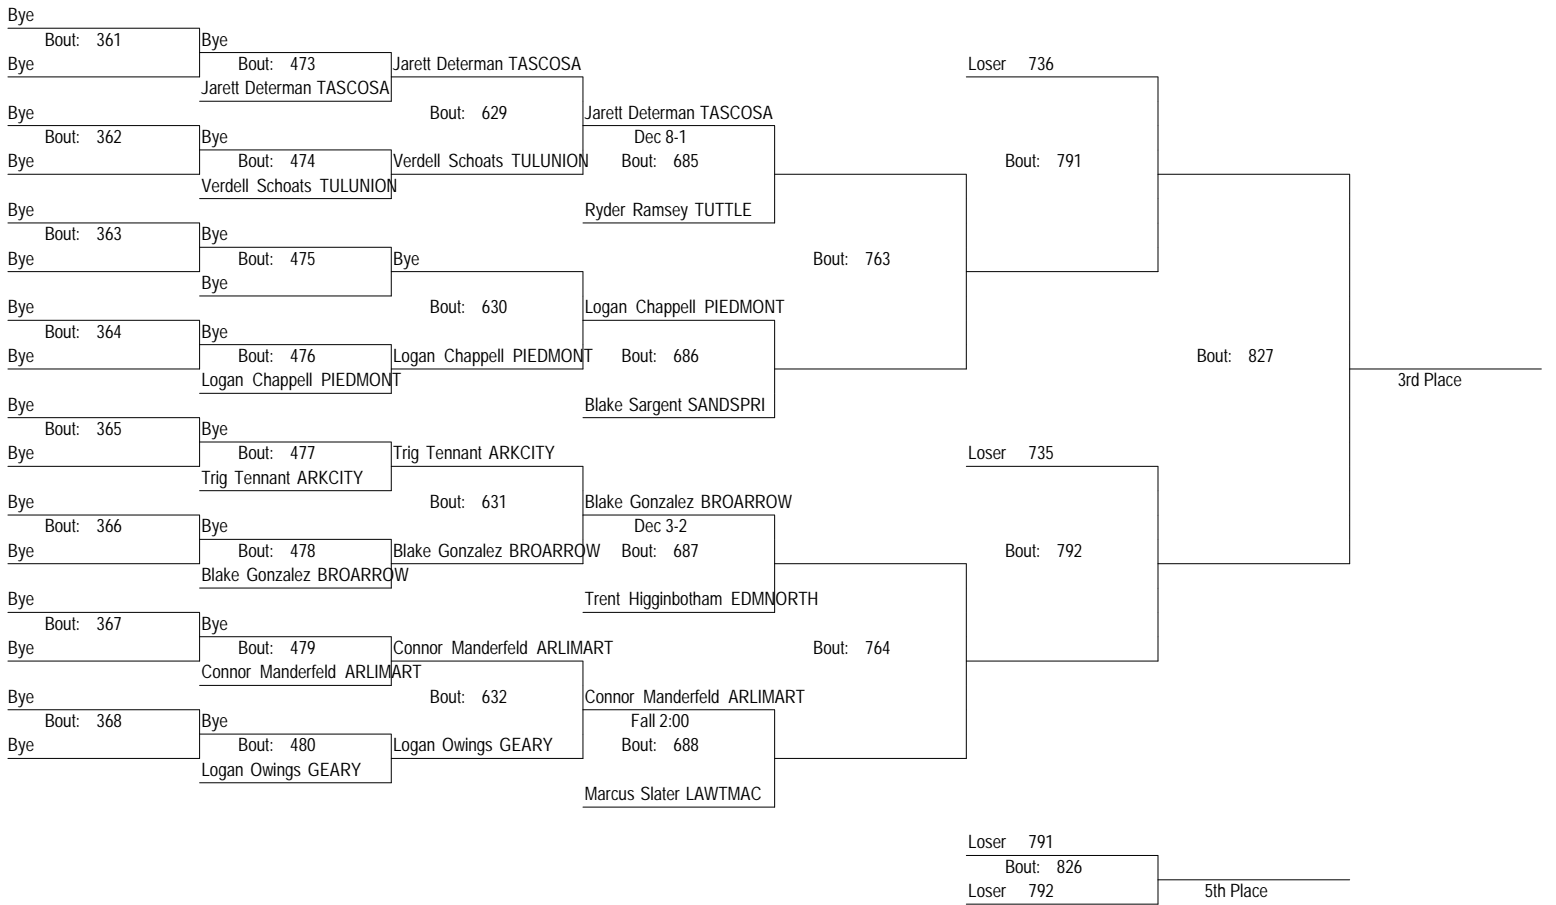 Bye
Bout: 361
Bye
Bye
Bout: 362
Bye
Bye
Bout: 363
Bye
Bye
Bout: 364
Bye
Bye
Bout: 365
Bye
Bye
Bout: 366
Bye
Bye
Bout: 367
Bye
Bye
Bout: 368
Bye
Bye
Bout: 473
Jarett Determan TASCOSA
Bye
Bout: 474
Verdell Schoats TULUNION
Bye
Bout: 475
Bye
Bye
Bout: 476
Logan Chappell PIEDMONT
Bye
Bout: 477
Trig Tennant ARKCITY
Bye
Bout: 478
Blake Gonzalez BROARROW
Bye
Bout: 479
Connor Manderfeld ARLIMART
Bye
Bout: 480
Logan Owings GEARY
Jarett Determan TASCOSA
Bout: 629
Verdell Schoats TULUNION
Bye
Bout: 630
Logan Chappell PIEDMONT
Trig Tennant ARKCITY
Bout: 631
Blake Gonzalez BROARROW
Connor Manderfeld ARLIMART
Bout: 632
Logan Owings GEARY
Jarett Determan TASCOSA
Dec 8-1
Bout: 685
Ryder Ramsey TUTTLE
Logan Chappell PIEDMONT
Bout: 686
Blake Sargent SANDSPRI
Blake Gonzalez BROARROW
Dec 3-2
Bout: 687
Trent Higginbotham EDMNORTH
Connor Manderfeld ARLIMART
Fall 2:00
Bout: 688
Marcus Slater LAWTMAC
Bout: 763
Bout: 764
Loser 736
Bout: 791
Loser 735
Bout: 792
Bout: 827
3rd Place
Loser 791
Bout: 826
Loser 792
5th Place